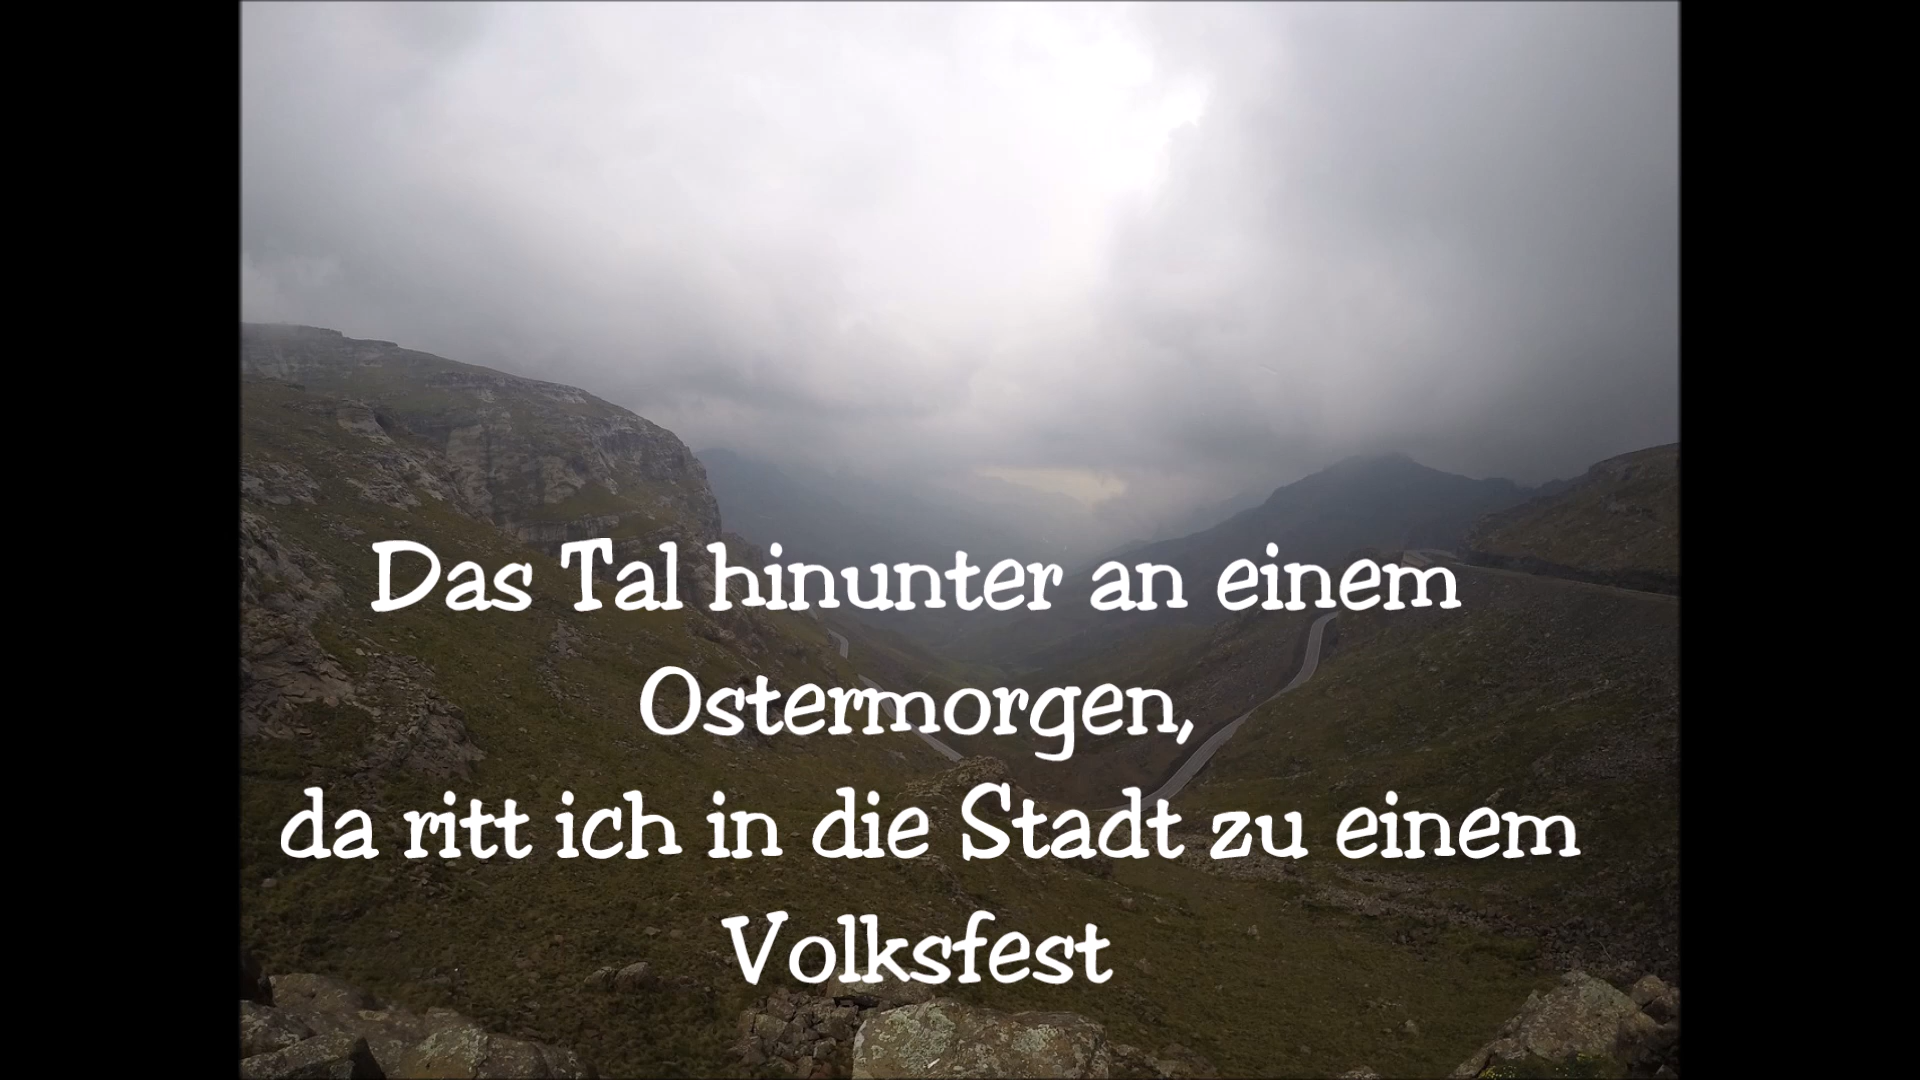 Das Tal hinunter an einem
Ostermorgen,
da ritt ich in die Stadt zu einem
Volksfest